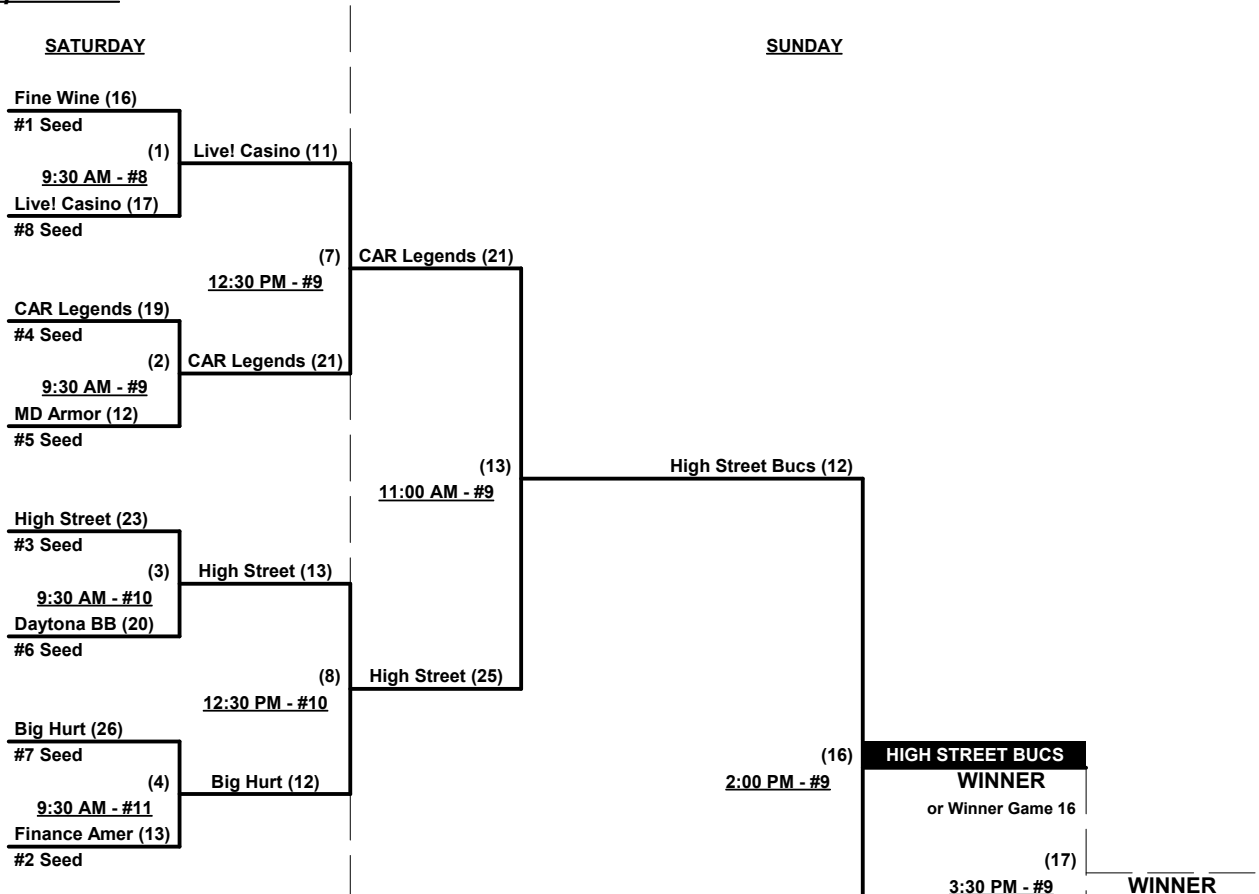 SATURDAY
SUNDAY
Fine Wine (16)
#1 Seed
(1)
Live! Casino (11)
9:30 AM - #8
Live! Casino (17)
#8 Seed
(7)
CAR Legends (21)
12:30 PM - #9
CAR Legends (19)
#4 Seed
(2)
CAR Legends (21)
9:30 AM - #9
MD Armor (12)
#5 Seed
(13)
High Street Bucs (12)
11:00 AM - #9
High Street (23)
#3 Seed
(3)
High Street (13)
9:30 AM - #10
Daytona BB (20)
#6 Seed
(8)
High Street (25)
12:30 PM - #10
Big Hurt (26)
#7 Seed
(4)
Big Hurt (12)
9:30 AM - #11
Finance Amer (13)
#2 Seed
(16)
HIGH STREET BUCS
2:00 PM - #9
WINNER
or Winner Game 16
(17)
3:30 PM - #9
WINNER